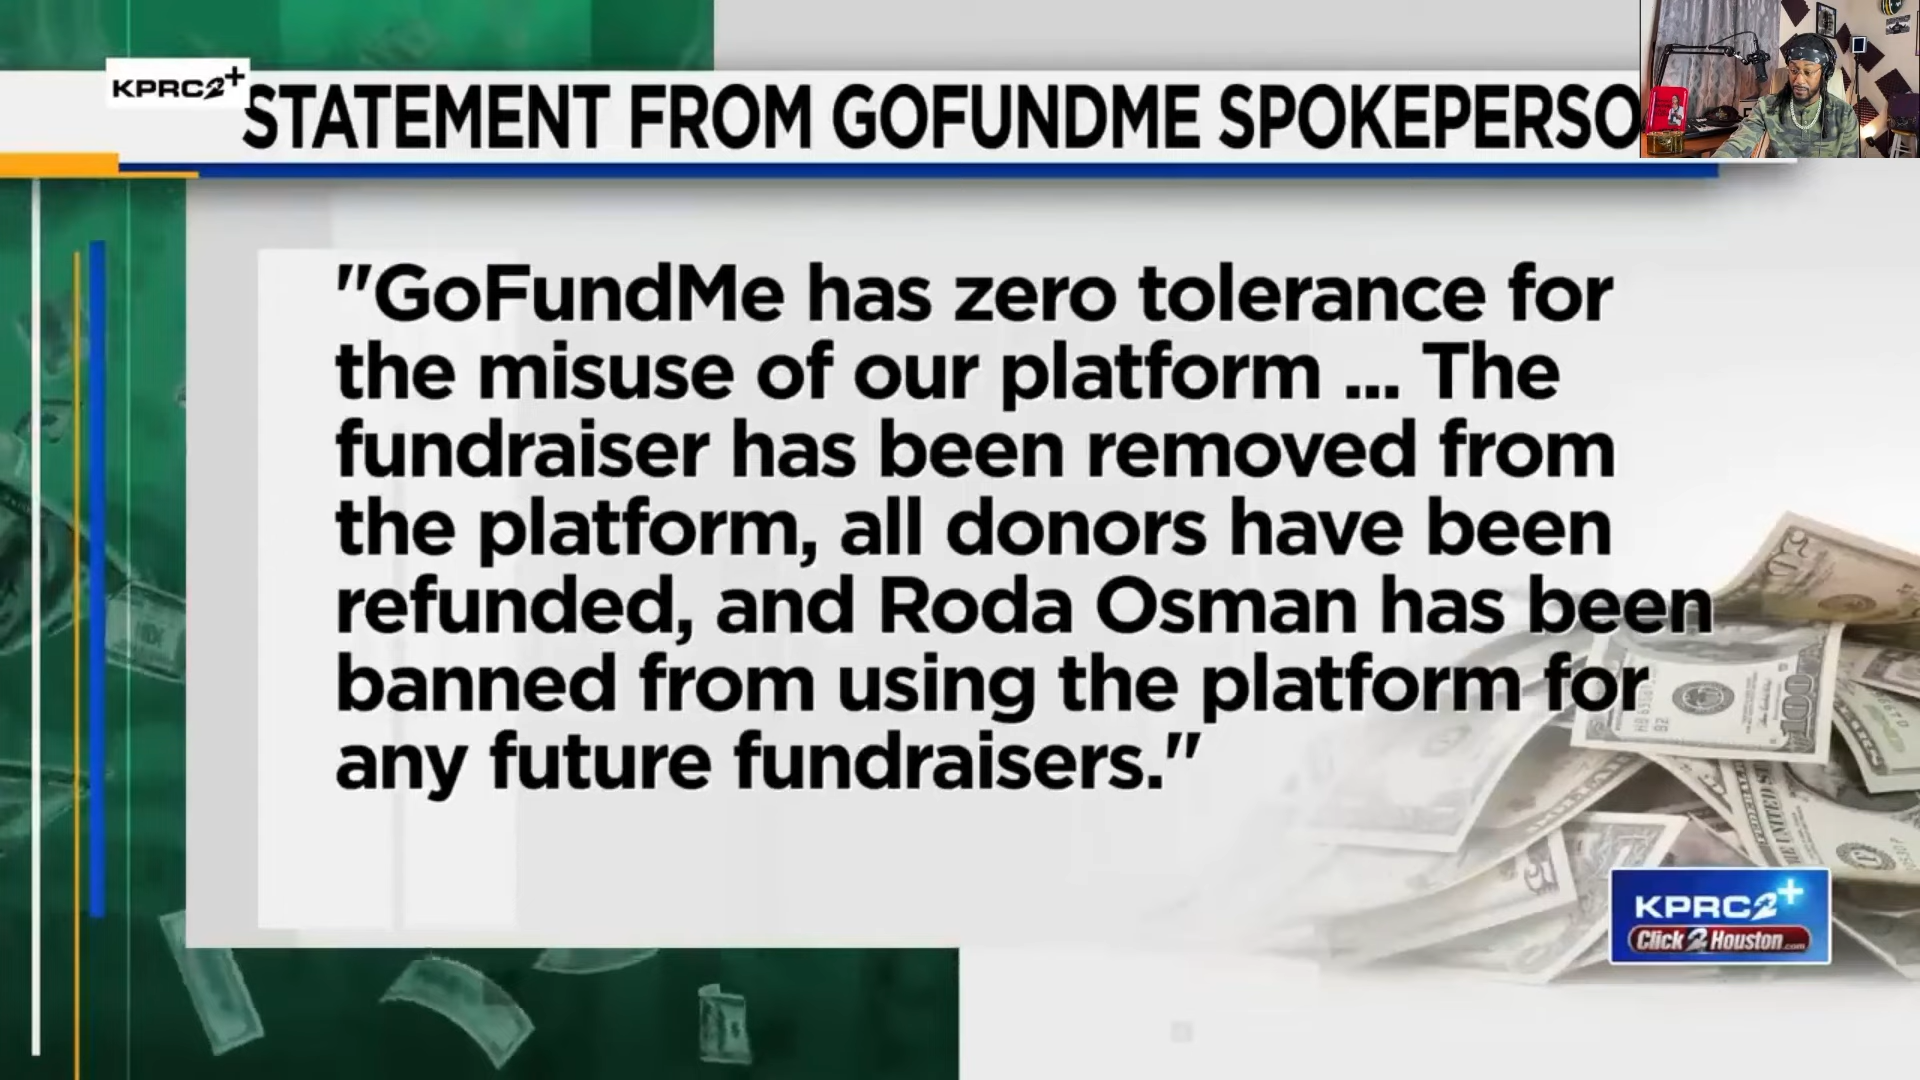 KPRC2+
STATEMENT FROM GOFUNDME SPOKEPERSO
"GoFundMe has zero tolerance for
the misuse of our platform ... The
fundraiser has been removed from
the platform, all donors have been
refunded, and Roda Osman has been
banned from using the platform for
any future fundraisers."
100
KPRC2+
Click2Houston.com